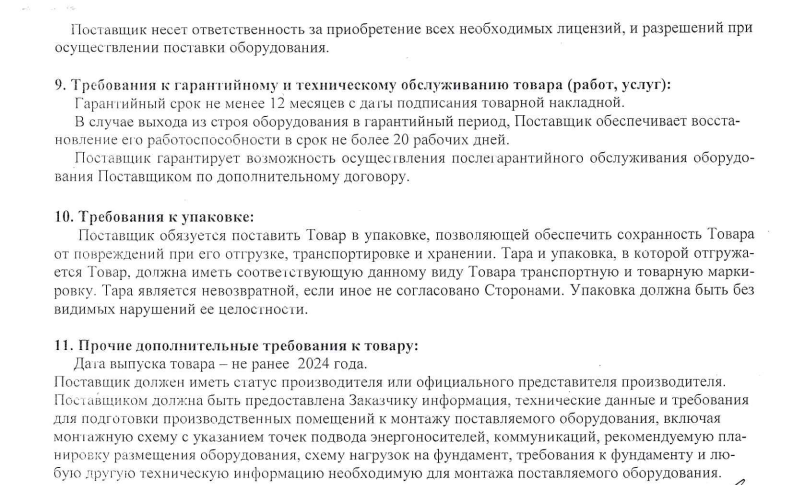 Поставщик несет ответственность за приобретение всех необходимых лицензий, и разрешений при
осуществлении поставки оборудования.
9. Требования к гарантийному и техническому обслуживанию товара (работ, услуг):
Гарантийный срок не менее 12 месяцев с даты подписания товарной накладной.
В случае выхода из строя оборудования в гарантийный период, Поставщик обеспечивает восста-
новление его работоспособности в срок не более 20 рабочих дней.
Поставщик гарантирует возможность осуществления послегарантийного обслуживания оборудо-
вания Поставщиком по дополнительному договору.
10. Требования к упаковке:
Поставщик обязуется поставить Товар в упаковке, позволяющей обеспечить сохранность Товара
от повреждений при его отгрузке, транспортировке и хранении. Тара и упаковка, в которой отгружа-
ется Товар, должна иметь соответствующую данному виду Товара транспортную и товарную марки-
ровку. Тара является невозвратной, если иное не согласовано Сторонами. Упаковка должна быть без
видимых нарушений ее целостности.
11. Прочие дополнительные требования к товару:
Дата выпуска товара – не ранее 2024 года.
Поставщик должен иметь статус производителя или официального представителя производителя.
Поставщиком должна быть предоставлена Заказчику информация, технические данные и требования
для подготовки производственных помещений к монтажу поставляемого оборудования, включая
монтажную схему с указанием точек подвода энергоносителей, коммуникаций, рекомендуемую пла-
нировку размещения оборудования, схему нагрузок на фундамент, требования к фундаменту и лю-
бую другую техническую информацию необходимую для монтажа поставляемого оборудования.